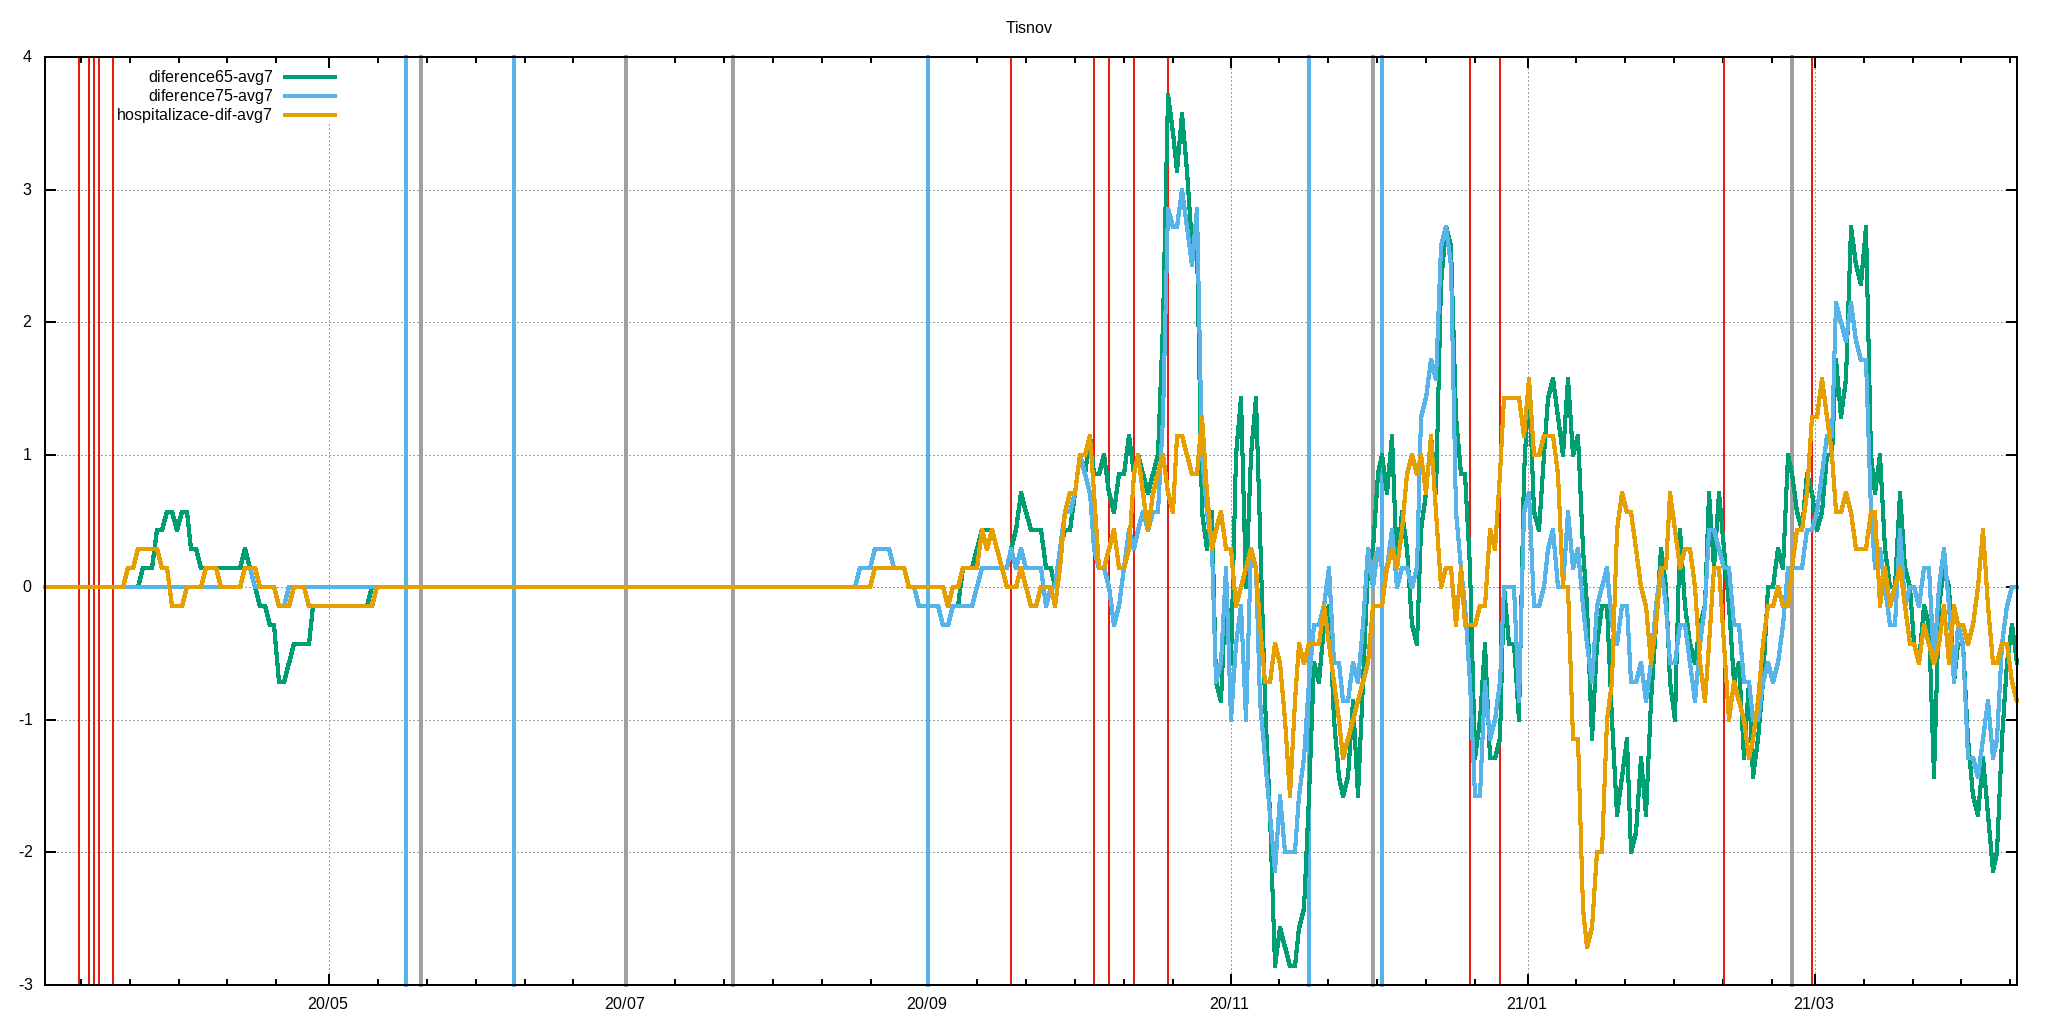 Tisnov
4
diference65-avg7
diference75-avg7
hospitalizace-dif-avg7
3
2
1
0
-1
-2
-3
20/05 20/07 20/09 20/11 21/01 21/03